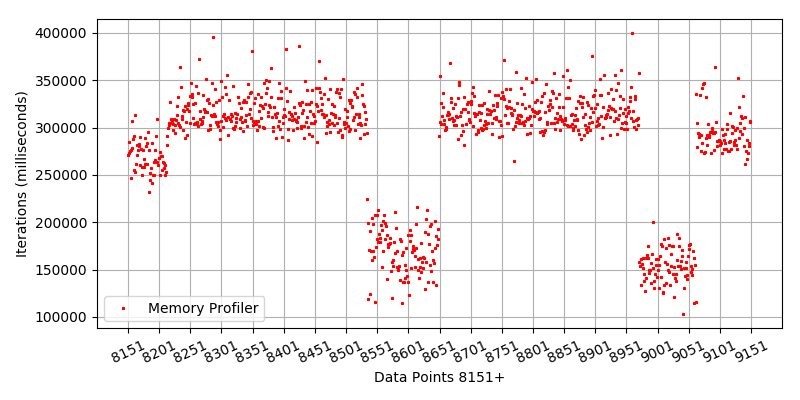 400000
350000
300000
250000
200000
150000
100000
Iterations (milliseconds)
Memory Profiler
8151 8201 8251 8301 8351 8401 8451 8501 8551 8601 8651 8701 8751 8801 8851 8901 8951 9001 9051 9101 9151
Data Points 8151+